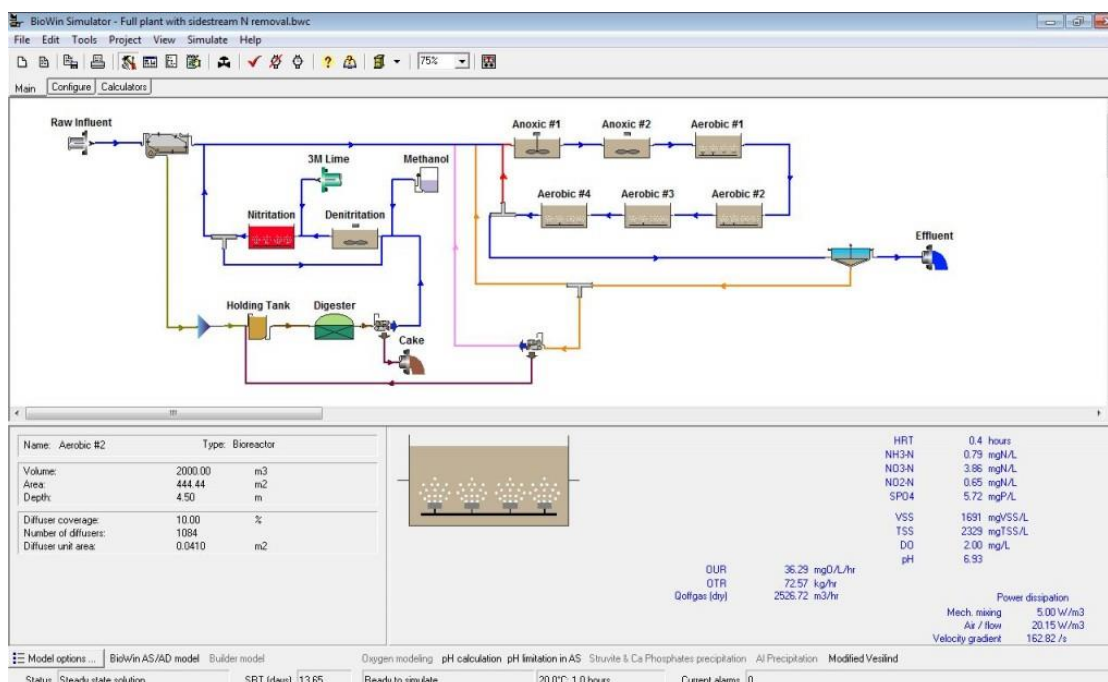 BioWin Simulator - Full plant with sidestream N removal.bwc
File Edit Tools Project View Simulate Help
75%
Main Configure Calculators
Raw Influent
Anoxic #1 Anoxic #2 Aerobic #1
3M Lime Methanol
Aerobic #4 Aerobic #3 Aerobic #2
Nitritation Denitritation
Effluent
Holding Tank Digester
Cake
Name: Aerobic #2 Type: Bioreactor
Volume: 2000.00 m3
Area: 444.44 m2
Depth: 4.50 m
Diffuser coverage: 10.00 %
Number of diffusers: 1084
Diffuser unit area: 0.0410 m2
HRT 0.4 hours
NH3-N 0.79 mgN/L
NO3-N 3.86 mgN/L
NO2-N 0.65 mgN/L
SPO4 5.72 mgP/L
VSS 1691 mgVSS/L
TSS 2329 mgTSS/L
DO 2.00 mg/L
pH 6.93
OUR 36.29 mgO/L/hr
OTR 72.57 kg/hr
Qoffgas (dry) 2526.72 m3/hr
Power dissipation
Mech. mixing 5.00 W/m3
Air / flow 20.15 W/m3
Velocity gradient 162.82 /s
Model options ... BioWin AS/AD model Builder model Oxygen modeling pH calculation pH limitation in AS Struvite & Ca Phosphates precipitation Al Precipitation Modified Vesilind
Status Steady state solution SRT (days) 13.65 Ready to simulate 20.0°C; 1.0 hours Current alarms 0